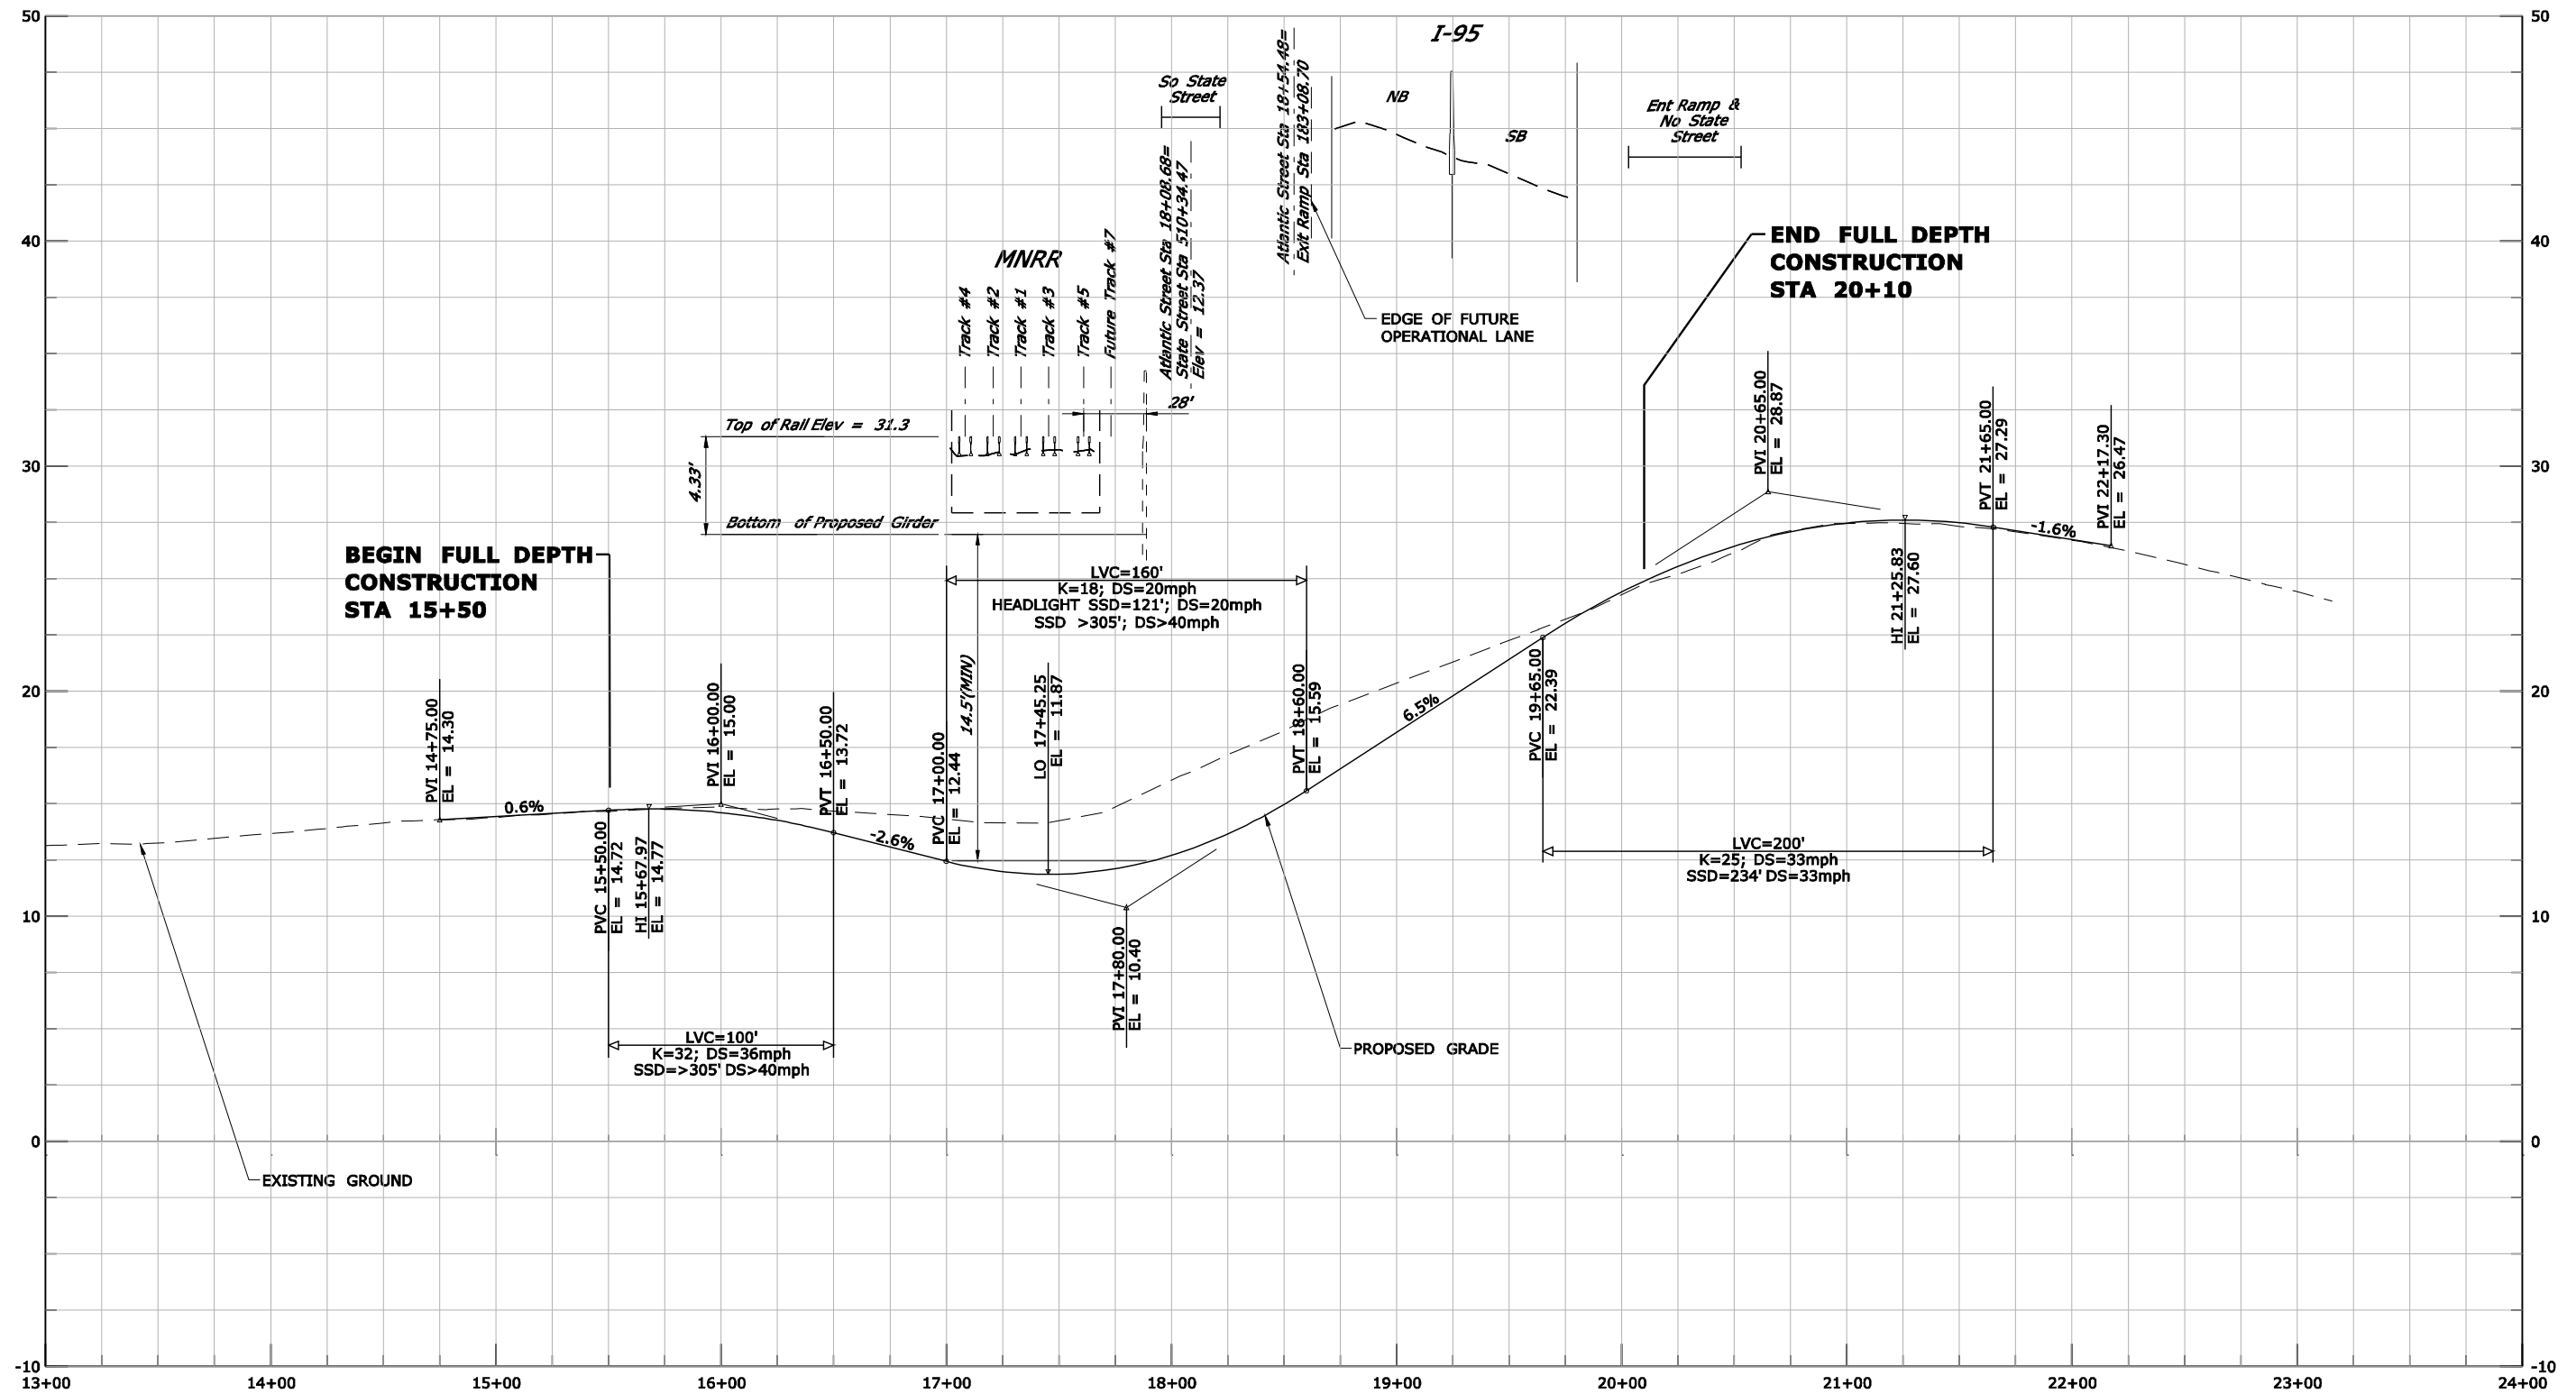 50
50
I-95
So State
Street
NB
SB
Ent Ramp &
No State
Street
Atlantic Street Sta 18+54.48=
Exit Ramp Sta 183+08.70
Atlantic Street Sta 18+08.68=
State Street Sta 510+34.47
Elev = 12.37
40
40
END FULL DEPTH
CONSTRUCTION
STA 20+10
MNRR
Track #4
Track #2
Track #1
Track #3
Track #5
Future Track #7
EDGE OF FUTURE
OPERATIONAL LANE
28'
Top of Rail Elev = 31.3
4.33'
Bottom of Proposed Girder
30
30
PVI 20+65.00
EL = 28.87
PVT 21+65.00
EL = 27.29
PVI 22+17.30
EL = 26.47
-1.6%
BEGIN FULL DEPTH
CONSTRUCTION
STA 15+50
LVC=160'
K=18; DS=20mph
HEADLIGHT SSD=121'; DS=20mph
SSD >305'; DS>40mph
HI 21+25.83
EL = 27.60
20
20
PVI 14+75.00
EL = 14.30
PVI 16+00.00
EL = 15.00
PVT 16+50.00
EL = 13.72
PVC 17+00.00
EL = 12.44
14.5'(MIN)
LO 17+45.25
EL = 11.87
PVT 18+60.00
EL = 15.59
6.5%
PVC 19+65.00
EL = 22.39
0.6%
-2.6%
PVC 15+50.00
EL = 14.72
HI 15+67.97
EL = 14.77
LVC=200'
K=25; DS=33mph
SSD=234' DS=33mph
10
10
PVI 17+80.00
EL = 10.40
LVC=100'
K=32; DS=36mph
SSD=>305' DS>40mph
PROPOSED GRADE
0
0
EXISTING GROUND
-10
-10
13+00
14+00
15+00
16+00
17+00
18+00
19+00
20+00
21+00
22+00
23+00
24+00